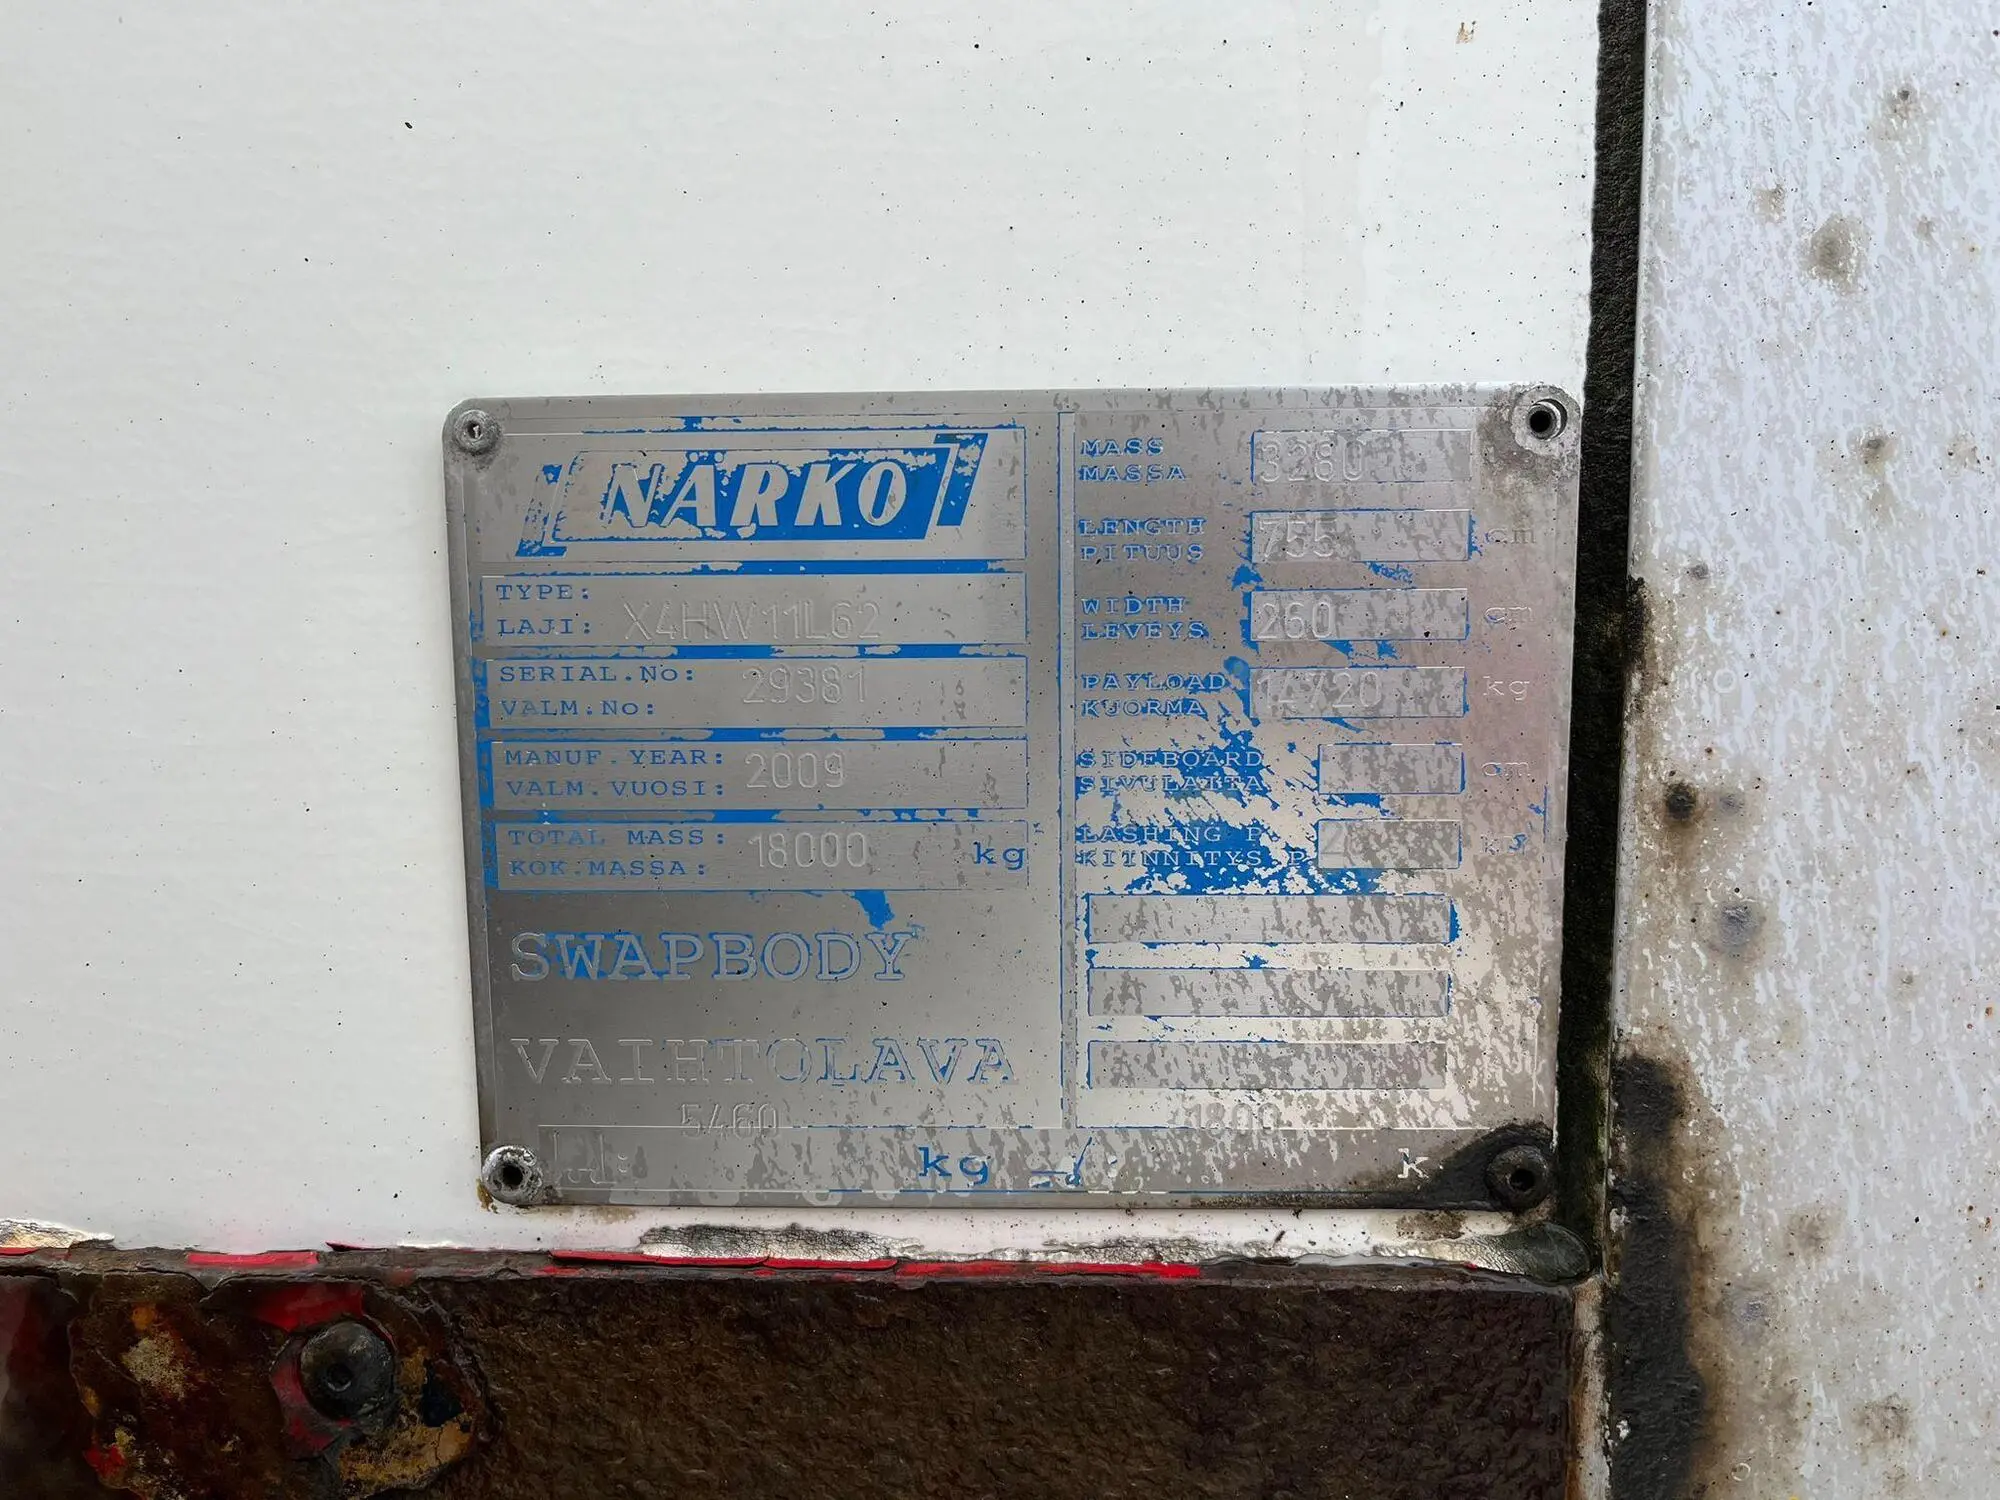 NÄRKO
TYPE:
LAJI: X4HW11L62
SERIAL.No:
VALM.No: 29381
MANUF.YEAR:
VALM.VUOSI: 2009
TOTAL MASS:
KOK.MASSA: 18000 kg
SWAPBODY
VAIHTOLAVA
5460
kg
MASS
MASSA 3280
LENGTH
PITUUS 755 cm
WIDTH
LEVEYS 260 cm
PAYLOAD
KUORMA 14720 kg
SIDEBOARD
SIVULAITA cm
LASHING P
KIINNITYS P
1800
k